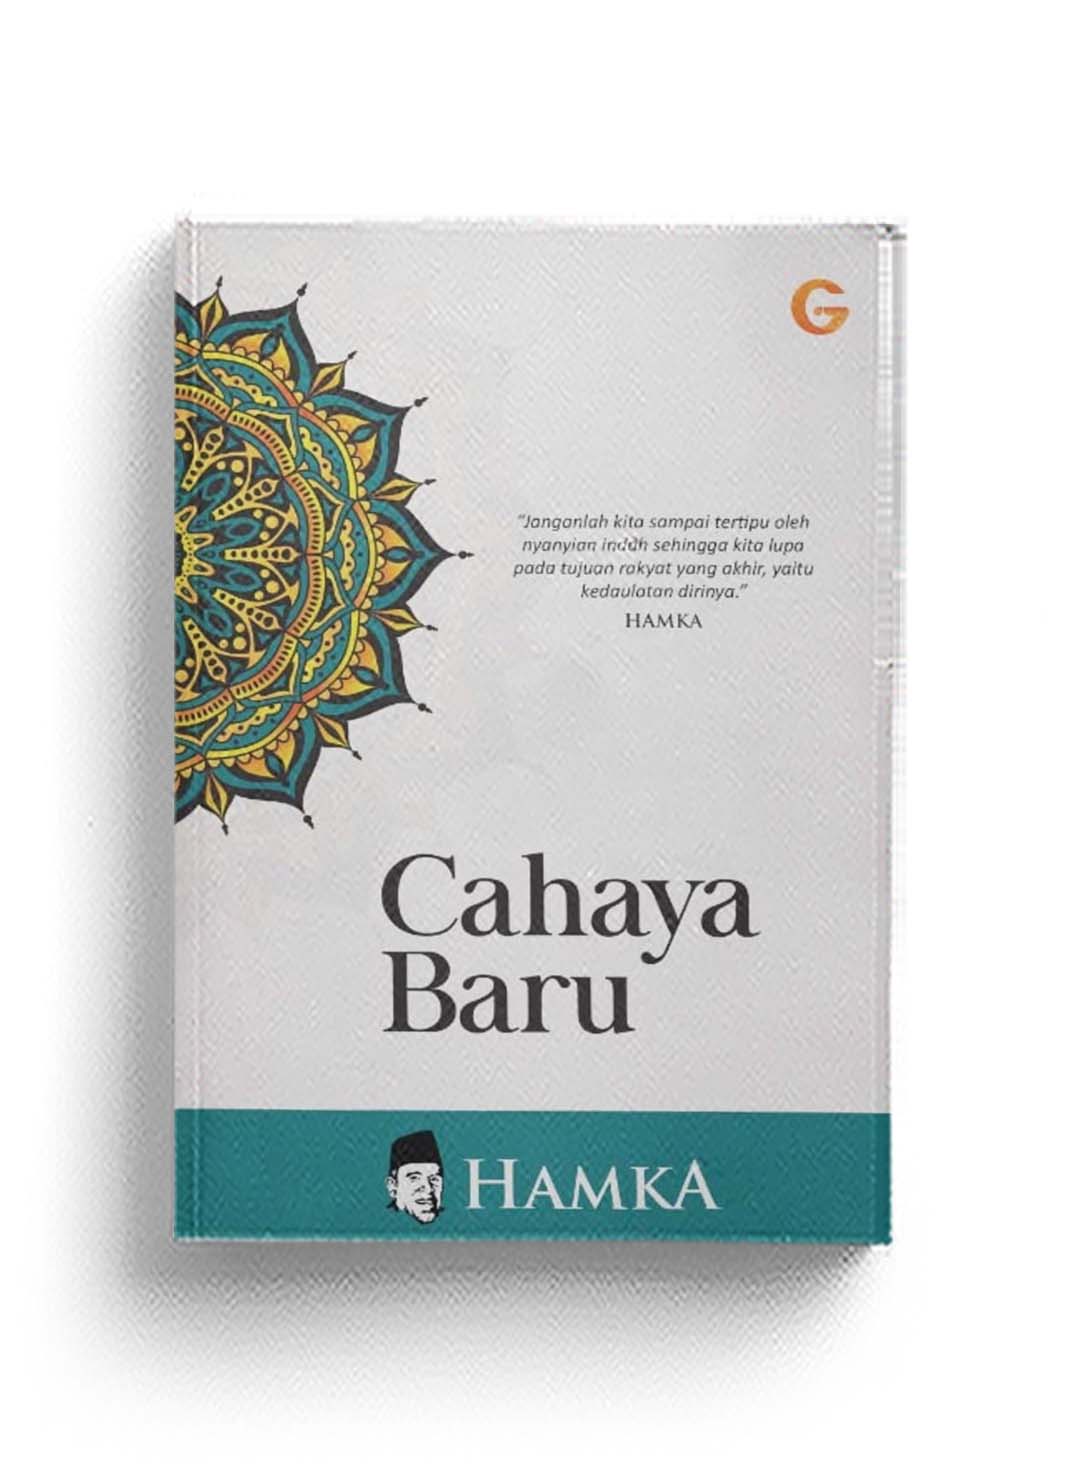 G
"Janganlah kita sampai tertipu oleh
nyanyian indah sehingga kita lupa
pada tujuan rakyat yang akhir, yaitu
kedaulatan dirinya."
HAMKA
Cahaya
Baru
HAMKA